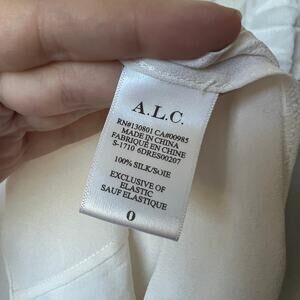 A.L.C.
RN#130801 CA#00985
MADE IN CHINA
FABRIQUÉ EN CHINE
S-1710 6DRES00207
100% SILK/SOIE
EXCLUSIVE OF
ELASTIC
SAUF ELASTIQUE
0